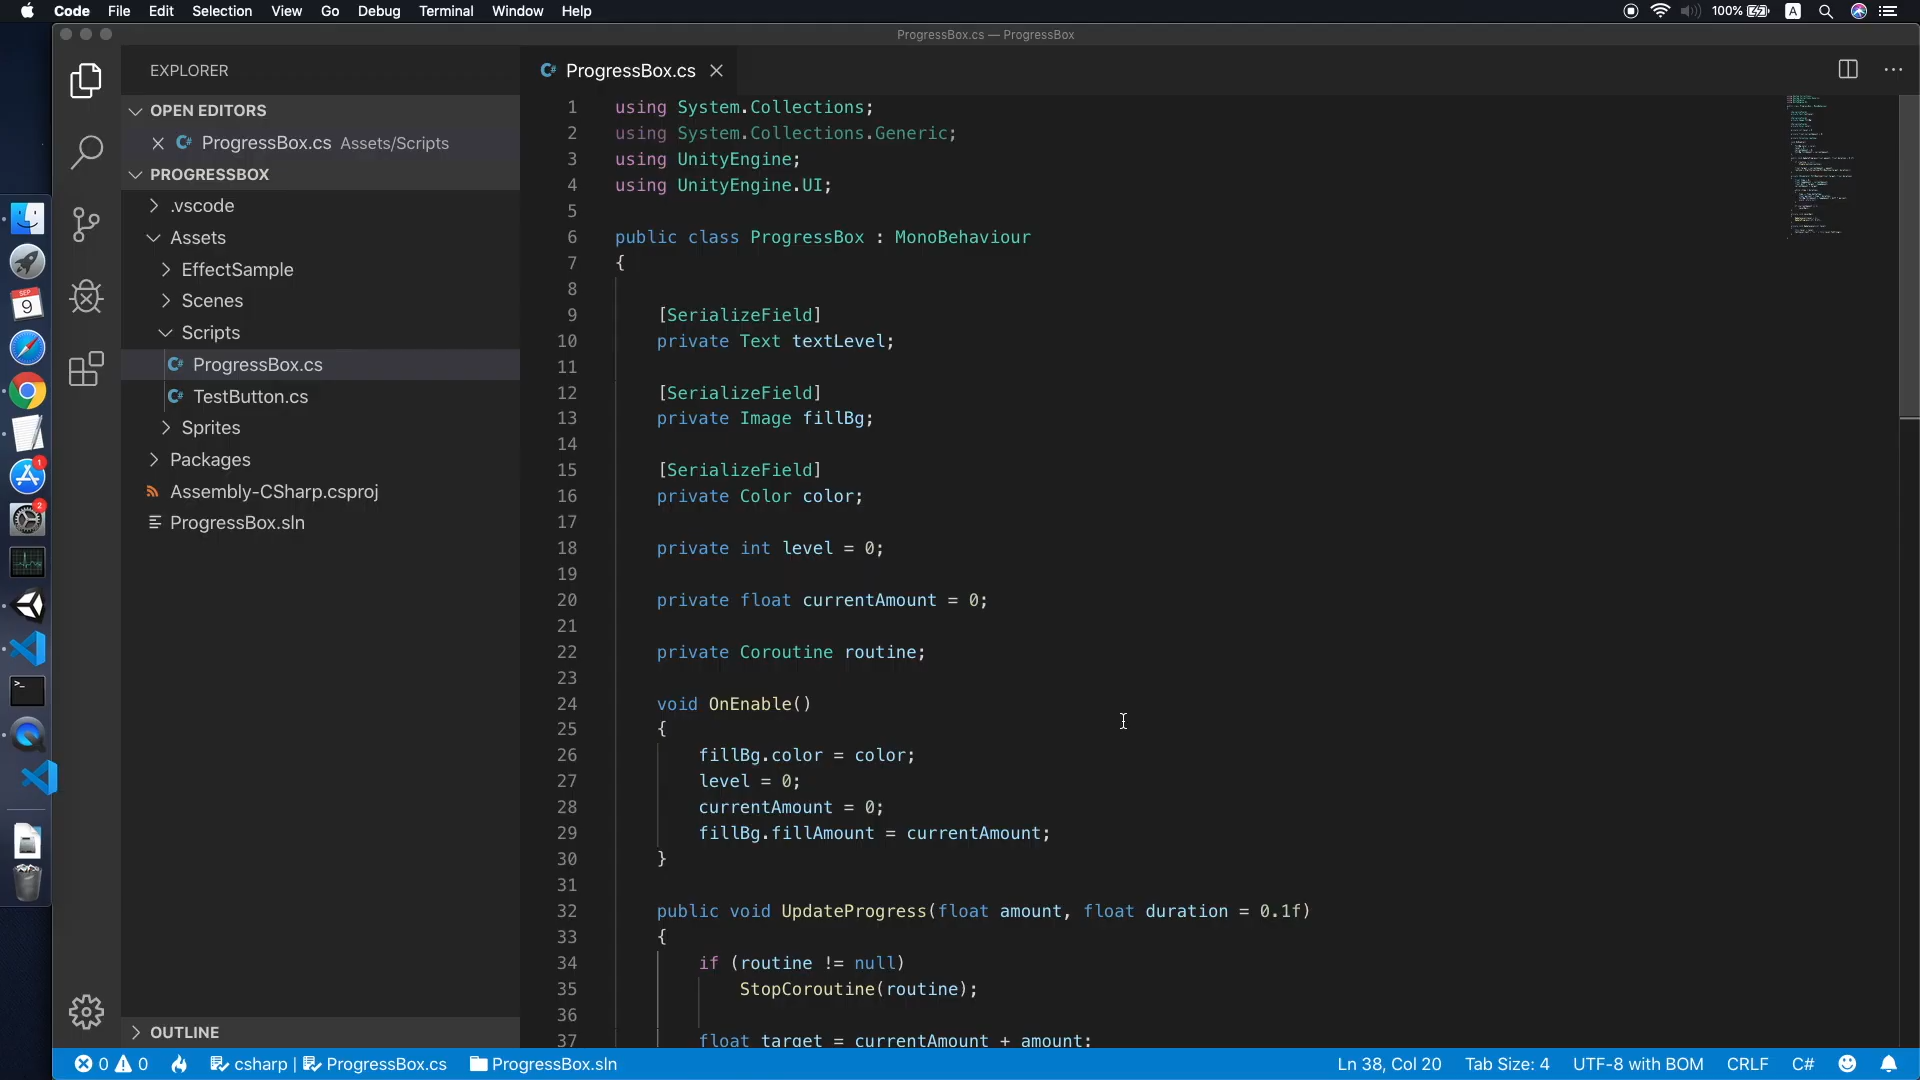 Code File Edit Selection View Go Debug Terminal Window Help
100% A
ProgressBox.cs — ProgressBox
EXPLORER
OPEN EDITORS
ProgressBox.cs Assets/Scripts
PROGRESSBOX
.vscode
Assets
EffectSample
Scenes
Scripts
C# ProgressBox.cs
C# TestButton.cs
Sprites
Packages
Assembly-CSharp.csproj
ProgressBox.sln
OUTLINE
SEP
9
1
2
C# ProgressBox.cs
1 using System.Collections;
2 using System.Collections.Generic;
3 using UnityEngine;
4 using UnityEngine.UI;
5
6 public class ProgressBox : MonoBehaviour
7 {
8
9 [SerializeField]
10 private Text textLevel;
11
12 [SerializeField]
13 private Image fillBg;
14
15 [SerializeField]
16 private Color color;
17
18 private int level = 0;
19
20 private float currentAmount = 0;
21
22 private Coroutine routine;
23
24 void OnEnable()
25 {
26 fillBg.color = color;
27 level = 0;
28 currentAmount = 0;
29 fillBg.fillAmount = currentAmount;
30 }
31
32 public void UpdateProgress(float amount, float duration = 0.1f)
33 {
34 if (routine != null)
35 StopCoroutine(routine);
36
37 float target = currentAmount + amount;
0 0 csharp | ProgressBox.cs ProgressBox.sln Ln 38, Col 20 Tab Size: 4 UTF-8 with BOM CRLF C#